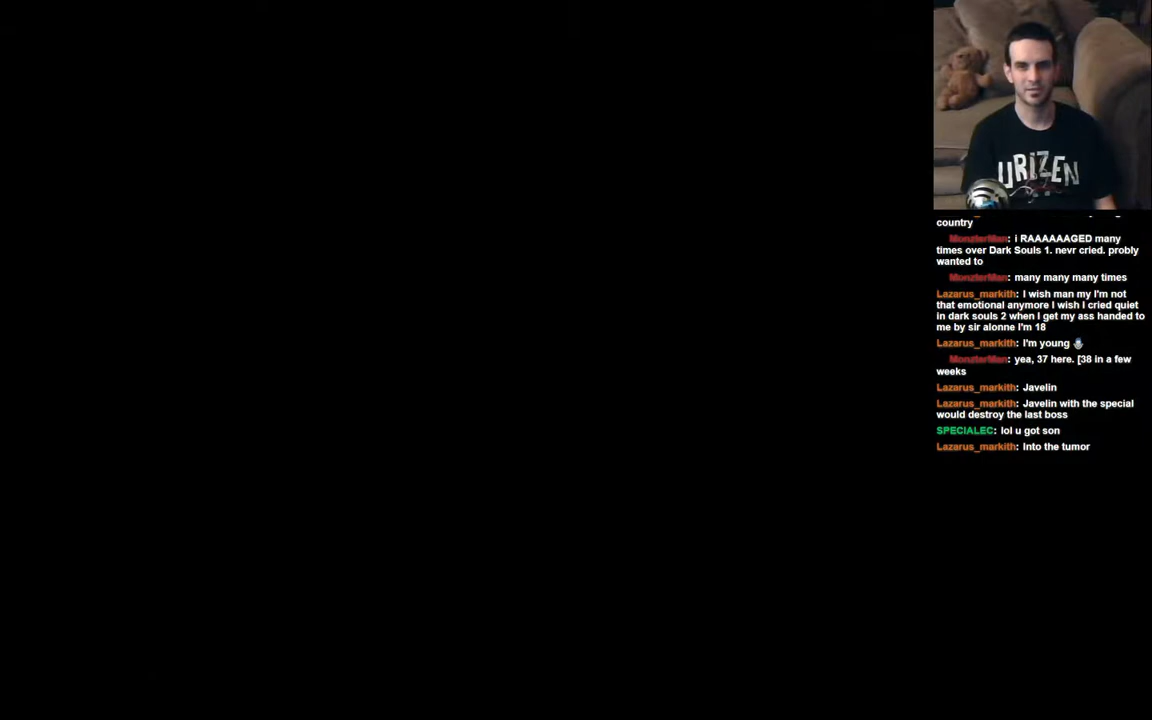 URIZEN
country
MonzterMan: i RAAAAAAGED many
times over Dark Souls 1. nevr cried. probly
wanted to
MonzterMan: many many many times
Lazarus_markith: I wish man my I'm not
that emotional anymore I wish I cried quiet
in dark souls 2 when I get my ass handed to
me by sir alonne I'm 18
Lazarus_markith: I'm young
MonzterMan: yea, 37 here. [38 in a few
weeks
Lazarus_markith: Javelin
Lazarus_markith: Javelin with the special
would destroy the last boss
SPECIALEC: lol u got son
Lazarus_markith: Into the tumor